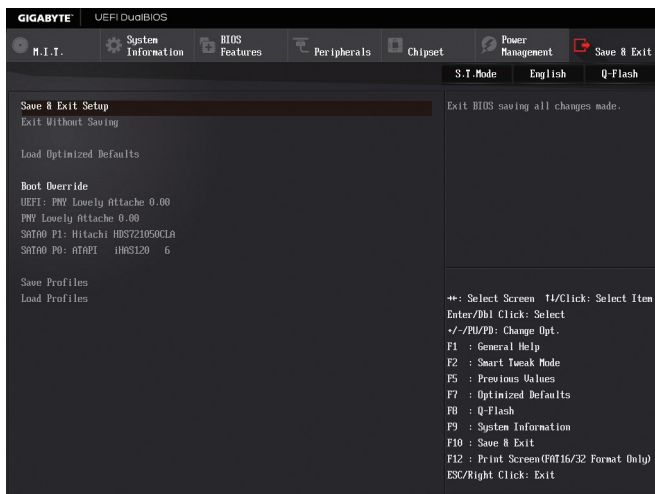 GIGABYTE™ UEFI DualBIOS
M.I.T.
System Information
BIOS Features
Peripherals
Chipset
Power Management
Save & Exit
S.T.Mode English Q-Flash
Save & Exit Setup
Exit Without Saving
Load Optimized Defaults
Boot Override
UEFI: PNY Lovely Attache 0.00
PNY Lovely Attache 0.00
SATA0 P1: Hitachi HDS721050CLA
SATA0 P0: ATAPI iHAS120 6
Save Profiles
Load Profiles
Exit BIOS saving all changes made.
→←: Select Screen ↑↓/Click: Select Item
Enter/Dbl Click: Select
+/-/PU/PD: Change Opt.
F1 : General Help
F2 : Smart Tweak Mode
F5 : Previous Values
F7 : Optimized Defaults
F8 : Q-Flash
F9 : System Information
F10 : Save & Exit
F12 : Print Screen(FAT16/32 Format Only)
ESC/Right Click: Exit